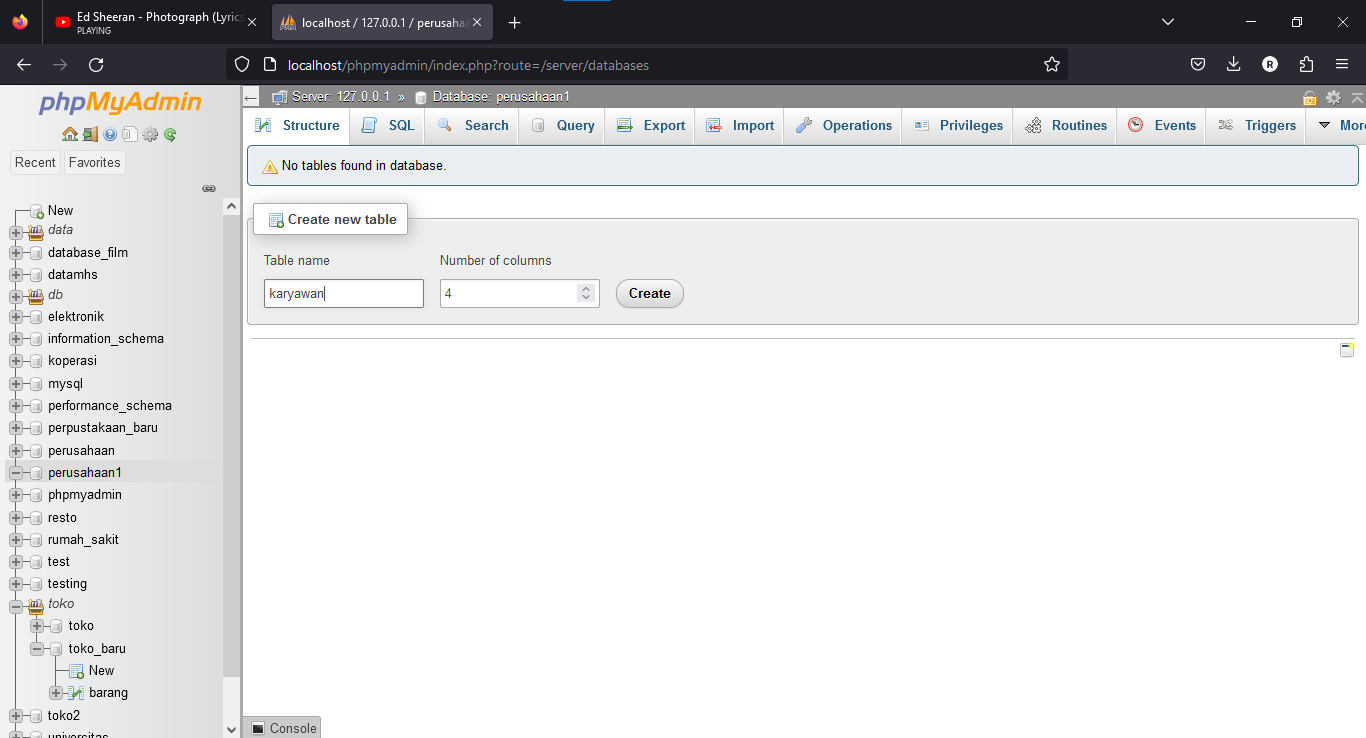 Ed Sheeran - Photograph (Lyrics
PLAYING
localhost / 127.0.0.1 / perusahaa
localhost/phpmyadmin/index.php?route=/server/databases
R
phpMyAdmin
Recent
Favorites
New
data
database_film
datamhs
db
elektronik
information_schema
koperasi
mysql
performance_schema
perpustakaan_baru
perusahaan
perusahaan1
phpmyadmin
resto
rumah_sakit
test
testing
toko
toko
toko_baru
New
barang
toko2
universitas
Server: 127.0.0.1 » Database: perusahaan1
Structure
SQL
Search
Query
Export
Import
Operations
Privileges
Routines
Events
Triggers
More
No tables found in database.
Create new table
Table name
Number of columns
karyawan
4
Create
Console